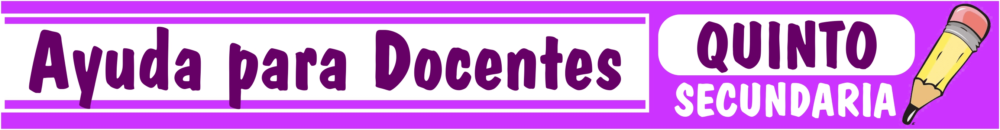 Ayuda para Docentes
QUINTO
SECUNDARIA